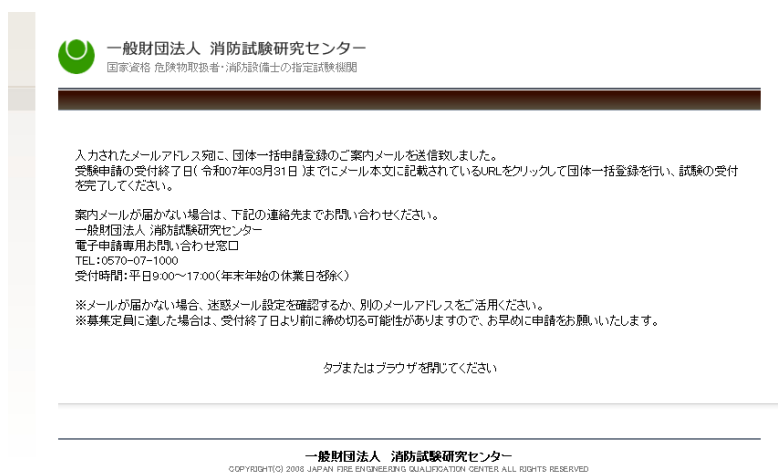 一般財団法人 消防試験研究センター
国家資格 危険物取扱者・消防設備士の指定試験機関
入力されたメールアドレス宛に、団体一括申請登録のご案内メールを送信致しました。
受験申請の受付終了日( 令和07年03月31日 )までにメール本文に記載されているURLをクリックして団体一括登録を行い、試験の受付
を完了してください。
案内メールが届かない場合は、下記の連絡先までお問い合わせください。
一般財団法人 消防試験研究センター
電子申請専用お問い合わせ窓口
TEL:0570-07-1000
受付時間:平日9:00～17:00(年末年始の休業日を除く)
※メールが届かない場合、迷惑メール設定を確認するか、別のメールアドレスをご活用ください。
※募集定員に達した場合は、受付終了日より前に締め切る可能性がありますので、お早めに申請をお願いいたします。
タブまたはブラウザを閉じてください
一般財団法人　消防試験研究センター
COPYRIGHT(C) 2008 JAPAN FIRE ENGINEERING QUALIFICATION CENTER ALL RIGHTS RESERVED